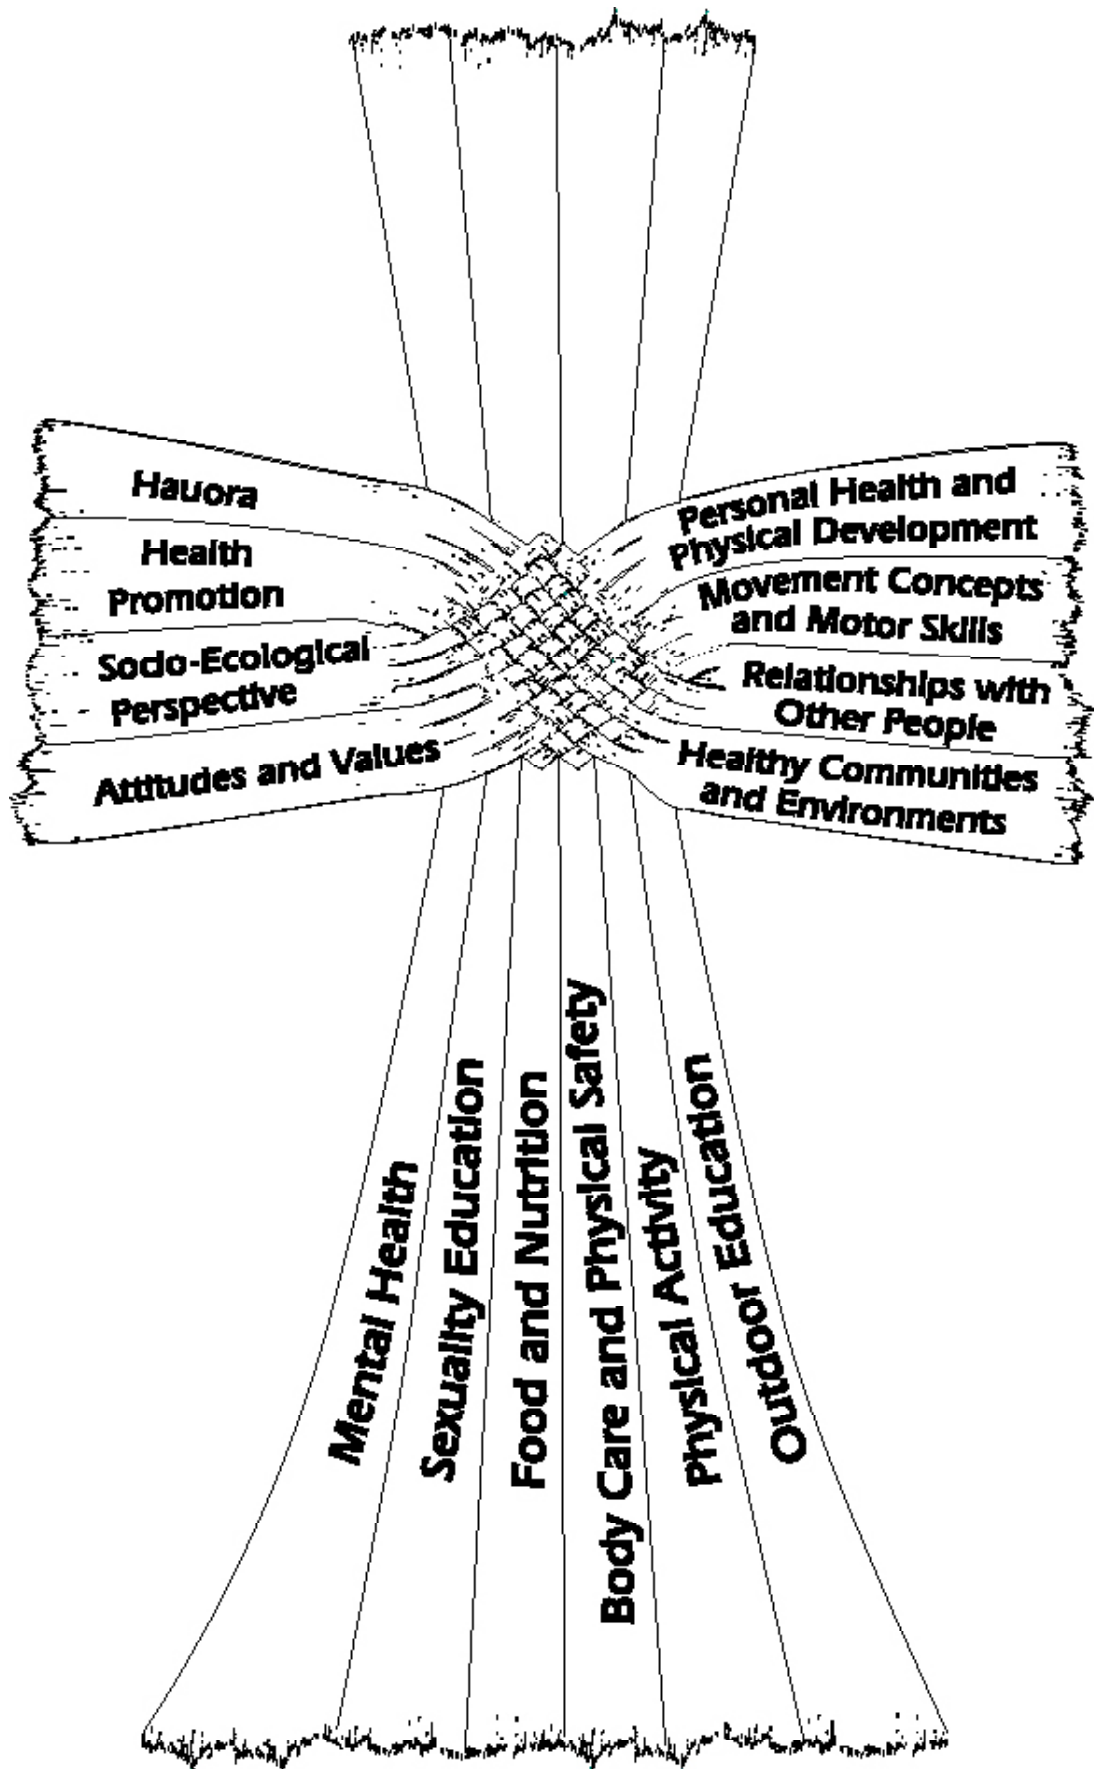 Hauora
Health
Promotion
Socio-Ecological
Perspective
Attitudes and Values
Personal Health and
Physical Development
Movement Concepts
and Motor Skills
Relationships with
Other People
Healthy Communities
and Environments
Mental Health
Sexuality Education
Food and Nutrition
Body Care and Physical Safety
Physical Activity
Outdoor Education